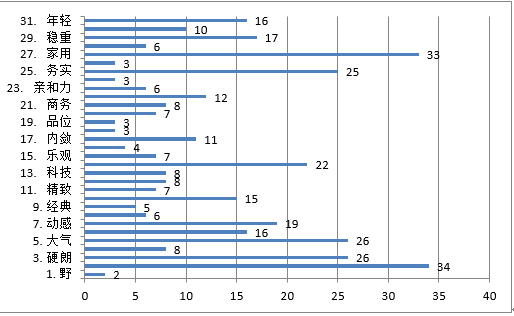 31. 年轻 16
10
29. 稳重 17
6
27. 家用 33
3
25. 务实 25
3
23. 亲和力 6
12
21. 商务 8
7
19. 品位 3
3
17. 内敛 11
4
15. 乐观 7
22
13. 科技 8
8
11. 精致 7
15
9. 经典 5
6
7. 动感 19
16
5. 大气 26
8
3. 硬朗 26
34
1. 野 2
0 5 10 15 20 25 30 35 40